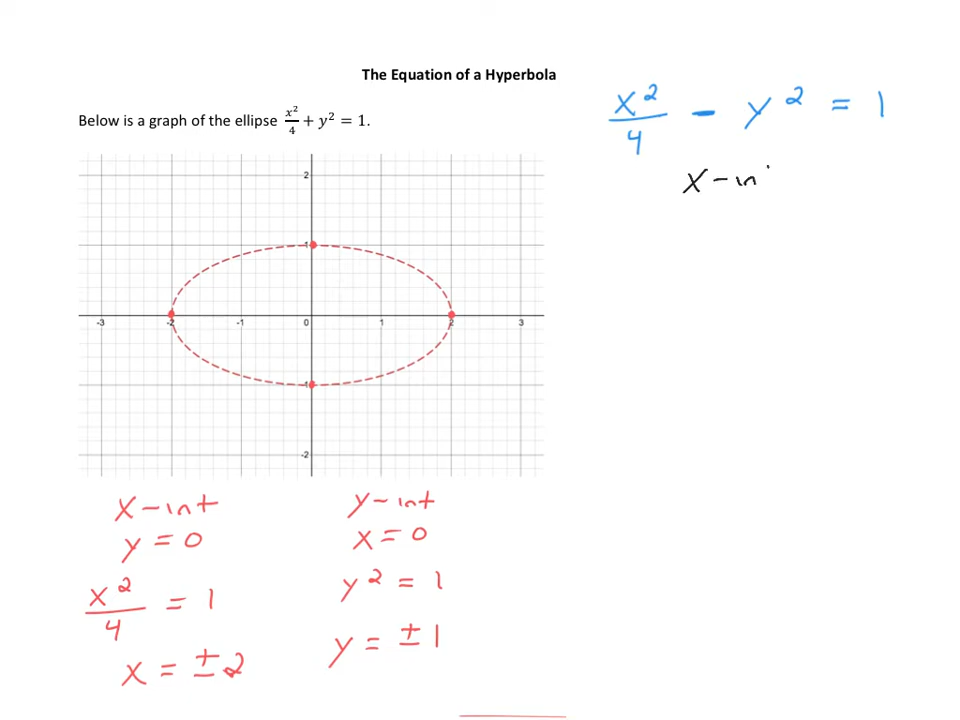 The Equation of a Hyperbola
Below is a graph of the ellipse x²/4 + y² = 1.
x²/4 - y² = 1
x-in
2
1
-3 -2 -1 0 1 2 3
-1
-2
x-int
y = 0
x²/4 = 1
x = ±2
y-int
x = 0
y² = 1
y = ±1